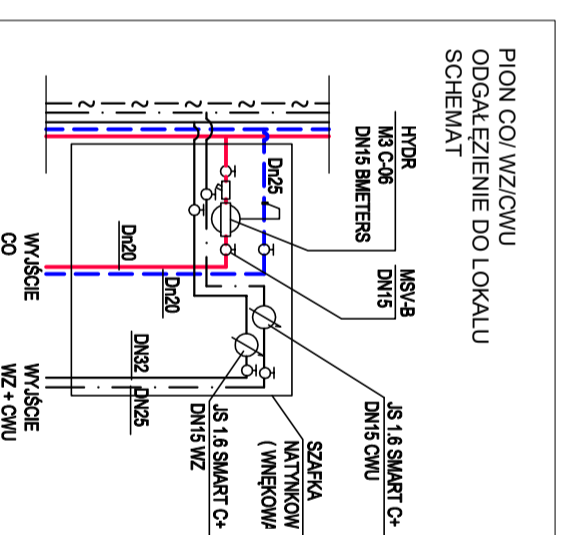 PION CO/ WZ/CWU
ODGAŁĘZIENIE DO LOKALU
SCHEMAT
HYDR
M3 C-06
DN15 BMETERS
MSV-B
DN15
JS 1.6 SMART C+
DN15 CWU
SZAFKA
NATYNKOW
( WNĘKOWA
JS 1.6 SMART C+
DN15 WZ
Dn25
Dn20
Dn20
DN32
DN25
WYJŚCIE
CO
WYJŚCIE
WZ + CWU